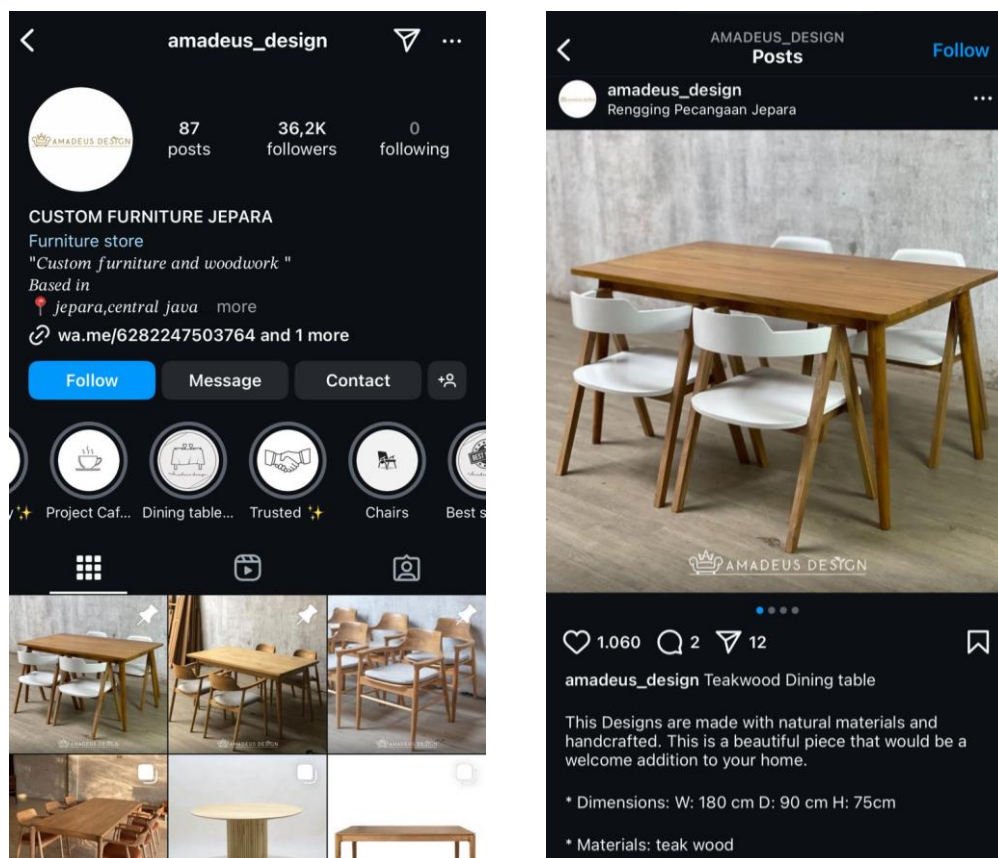 amadeus_design
AMADEUS DESIGN
87
posts
36,2K
followers
0
following
CUSTOM FURNITURE JEPARA
Furniture store
"Custom furniture and woodwork "
Based in
📍 jepara,central java more
wa.me/6282247503764 and 1 more
Follow
Message
Contact
y✨
Project Caf...
Dining table...
Trusted ✨
Chairs
Best s
AMADEUS DESIGN
AMADEUS DESIGN
AMADEUS DESIGN
AMADEUS_DESIGN
Posts
Follow
amadeus_design
Rengging Pecangaan Jepara
AMADEUS DESIGN
1.060
2
12
amadeus_design Teakwood Dining table
This Designs are made with natural materials and
handcrafted. This is a beautiful piece that would be a
welcome addition to your home.
* Dimensions: W: 180 cm D: 90 cm H: 75cm
* Materials: teak wood